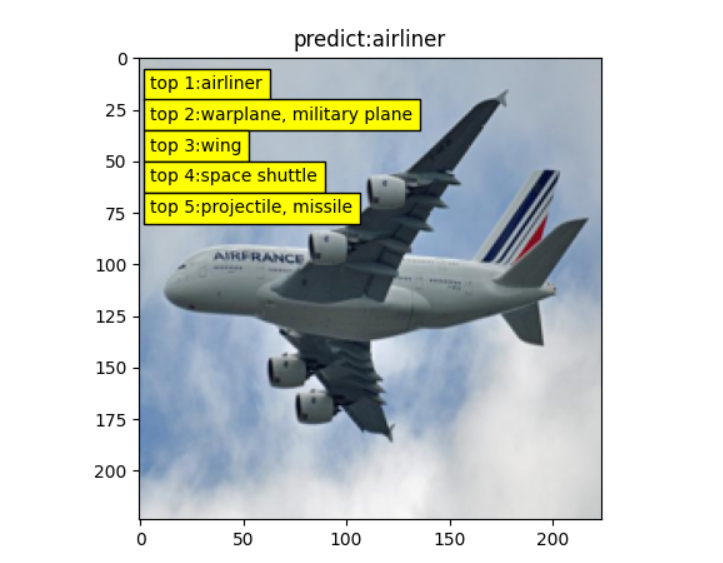 predict:airliner
0
top 1:airliner
25
top 2:warplane, military plane
50
top 3:wing
top 4:space shuttle
75
top 5:projectile, missile
100
AIRFRANCE
125
150
175
200
0 50 100 150 200